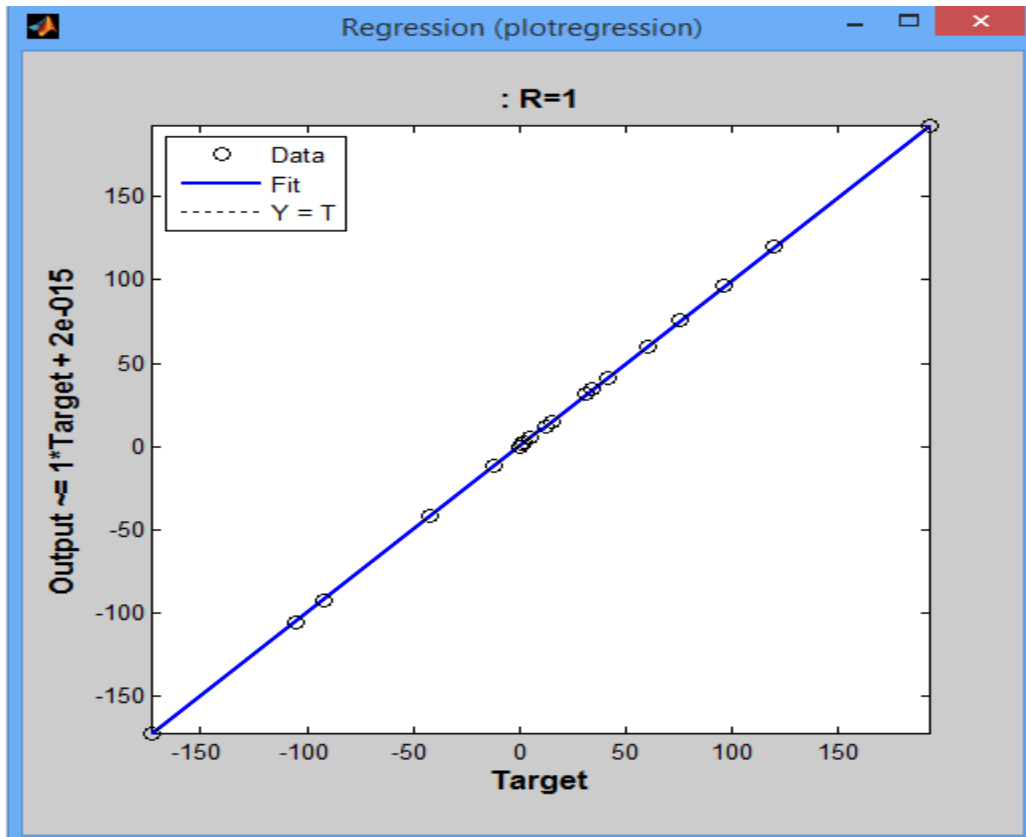 Regression (plotregression)
: R=1
Data
Fit
Y = T
Output ~= 1*Target + 2e-015
150
100
50
0
-50
-100
-150
-150
-100
-50
0
50
100
150
Target